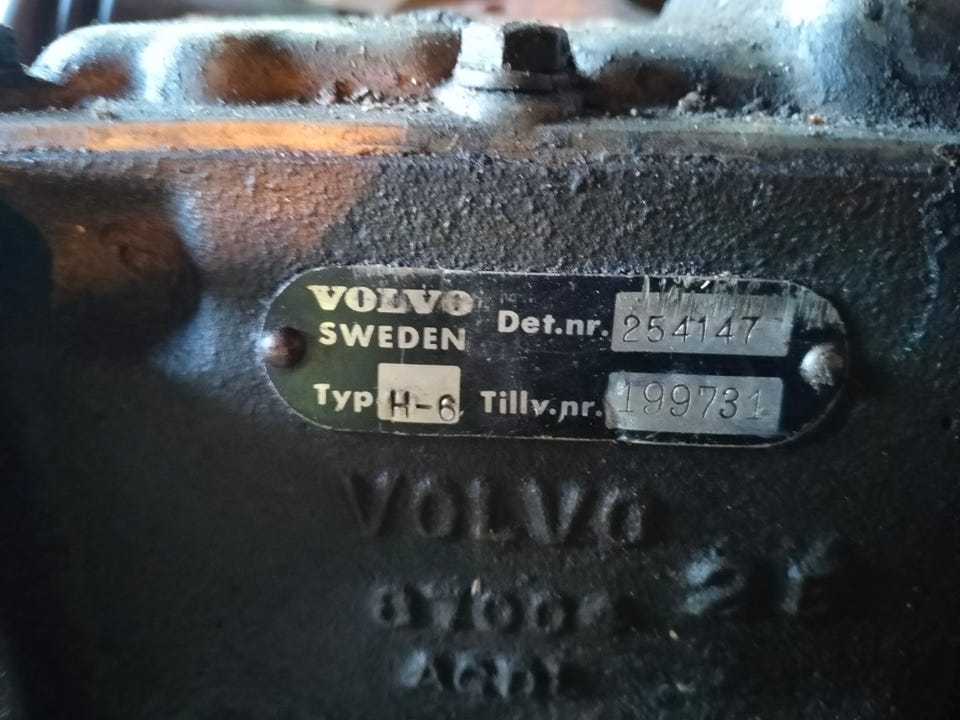 VOLVO
SWEDEN
Det.nr. 254147
Typ H-6 Tillv.nr. 199731
VOLVO